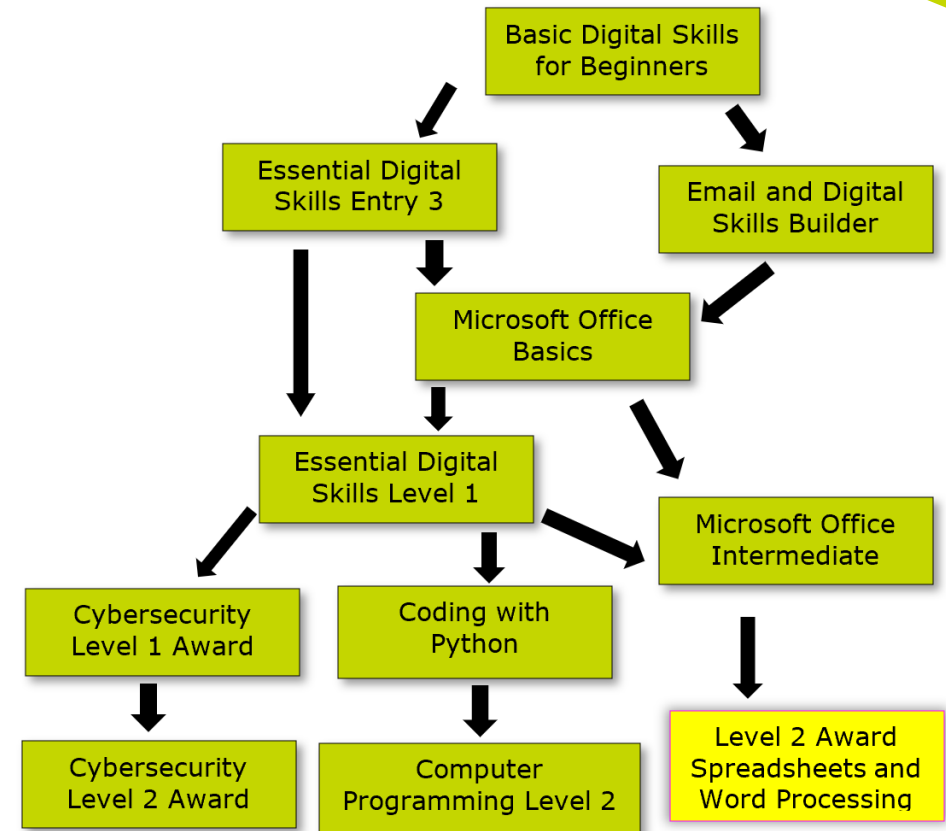 Basic Digital Skills
for Beginners
Essential Digital
Skills Entry 3
Email and Digital
Skills Builder
Microsoft Office
Basics
Essential Digital
Skills Level 1
Microsoft Office
Intermediate
Cybersecurity
Level 1 Award
Coding with
Python
Cybersecurity
Level 2 Award
Computer
Programming Level 2
Level 2 Award
Spreadsheets and
Word Processing